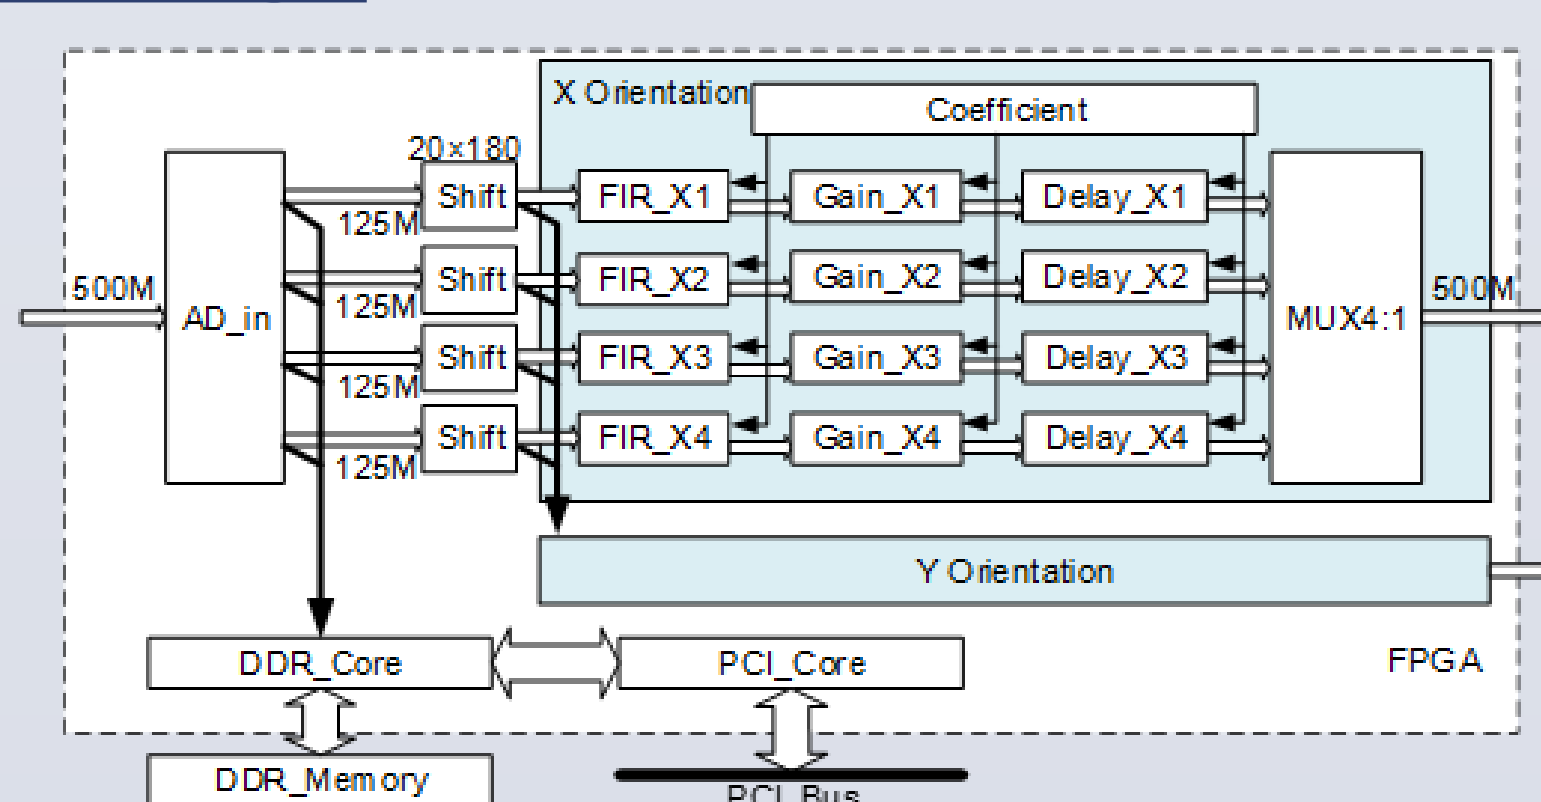 X Orientation
Coefficient
20×180
Shift
FIR_X1
Gain_X1
Delay_X1
125M
Shift
FIR_X2
Gain_X2
Delay_X2
500M
125M
500M
AD_in
MUX4:1
Shift
FIR_X3
Gain_X3
Delay_X3
125M
Shift
FIR_X4
Gain_X4
Delay_X4
125M
Y Orientation
DDR_Core
PCI_Core
FPGA
DDR_Memory
PCI_Bus